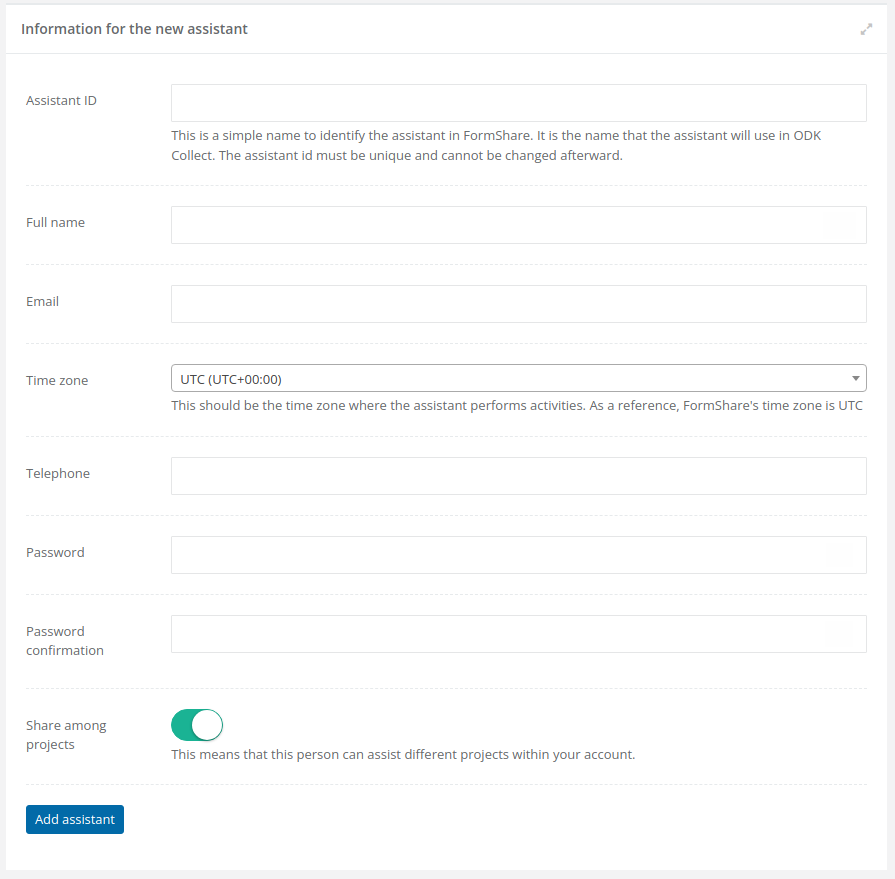 Information for the new assistant
Assistant ID
This is a simple name to identify the assistant in FormShare. It is the name that the assistant will use in ODK
Collect. The assistant id must be unique and cannot be changed afterward.
Full name
Email
Time zone
UTC (UTC+00:00)
This should be the time zone where the assistant performs activities. As a reference, FormShare's time zone is UTC
Telephone
Password
Password
confirmation
Share among
projects
This means that this person can assist different projects within your account.
Add assistant